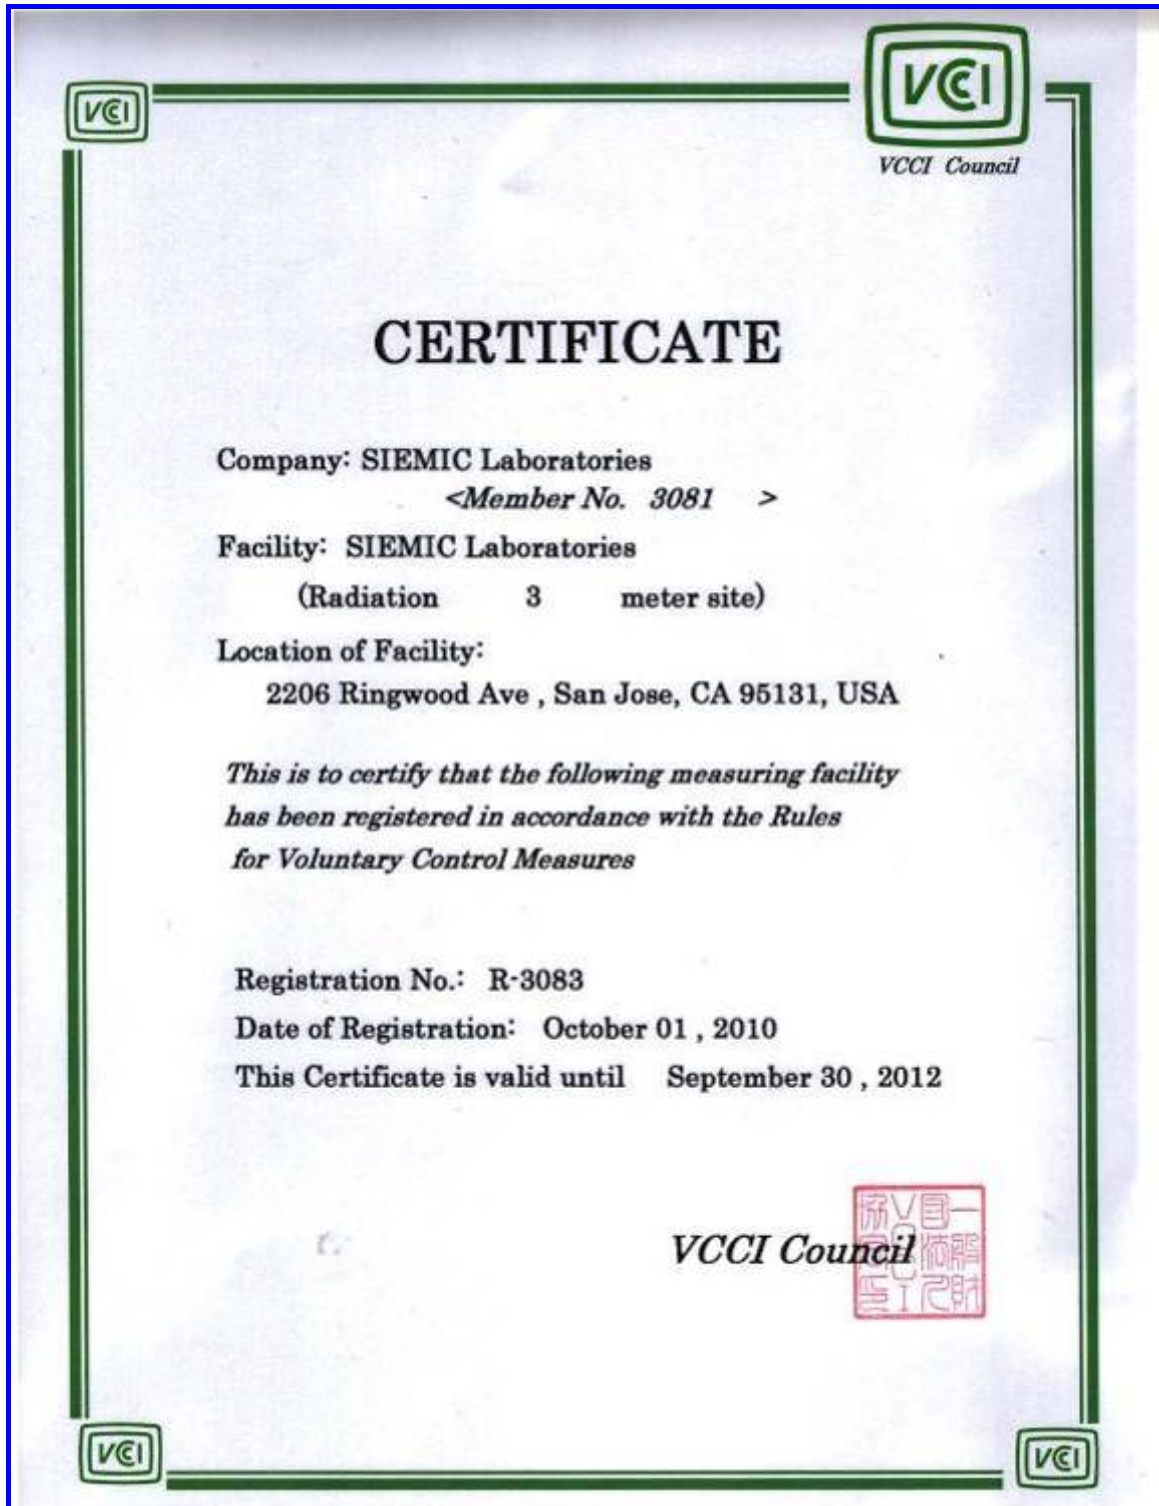 VCCI
VCCI
VCCI Council
CERTIFICATE
Company: SIEMIC Laboratories
<Member No. 3081 >
Facility: SIEMIC Laboratories
(Radiation 3 meter site)
Location of Facility:
2206 Ringwood Ave , San Jose, CA 95131, USA
This is to certify that the following measuring facility
has been registered in accordance with the Rules
for Voluntary Control Measures
Registration No.: R-3083
Date of Registration: October 01 , 2010
This Certificate is valid until September 30 , 2012
VCCI Council
VCCI
VCCI